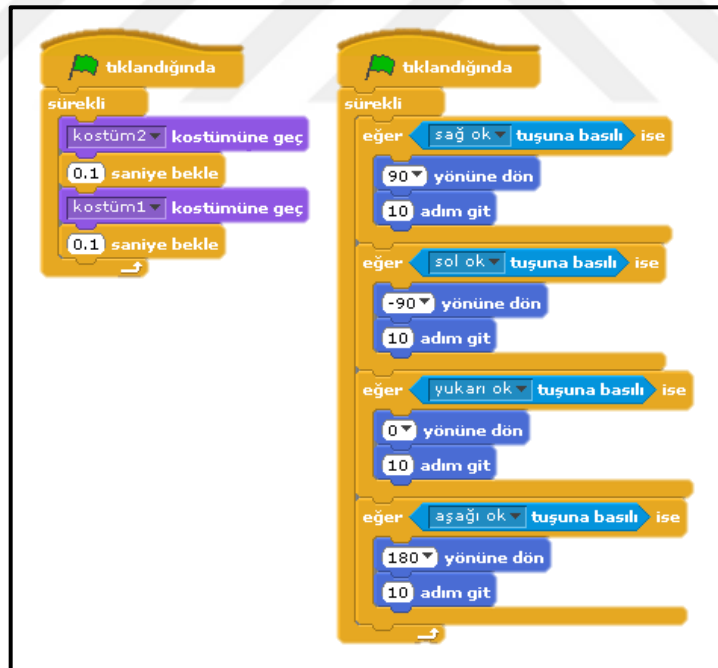 tıklandığında
sürekli
kostüm2 kostümüne geç
0.1 saniye bekle
kostüm1 kostümüne geç
0.1 saniye bekle
tıklandığında
sürekli
eğer sağ ok tuşuna basılı ise
90 yönüne dön
10 adım git
eğer sol ok tuşuna basılı ise
-90 yönüne dön
10 adım git
eğer yukarı ok tuşuna basılı ise
0 yönüne dön
10 adım git
eğer aşağı ok tuşuna basılı ise
180 yönüne dön
10 adım git